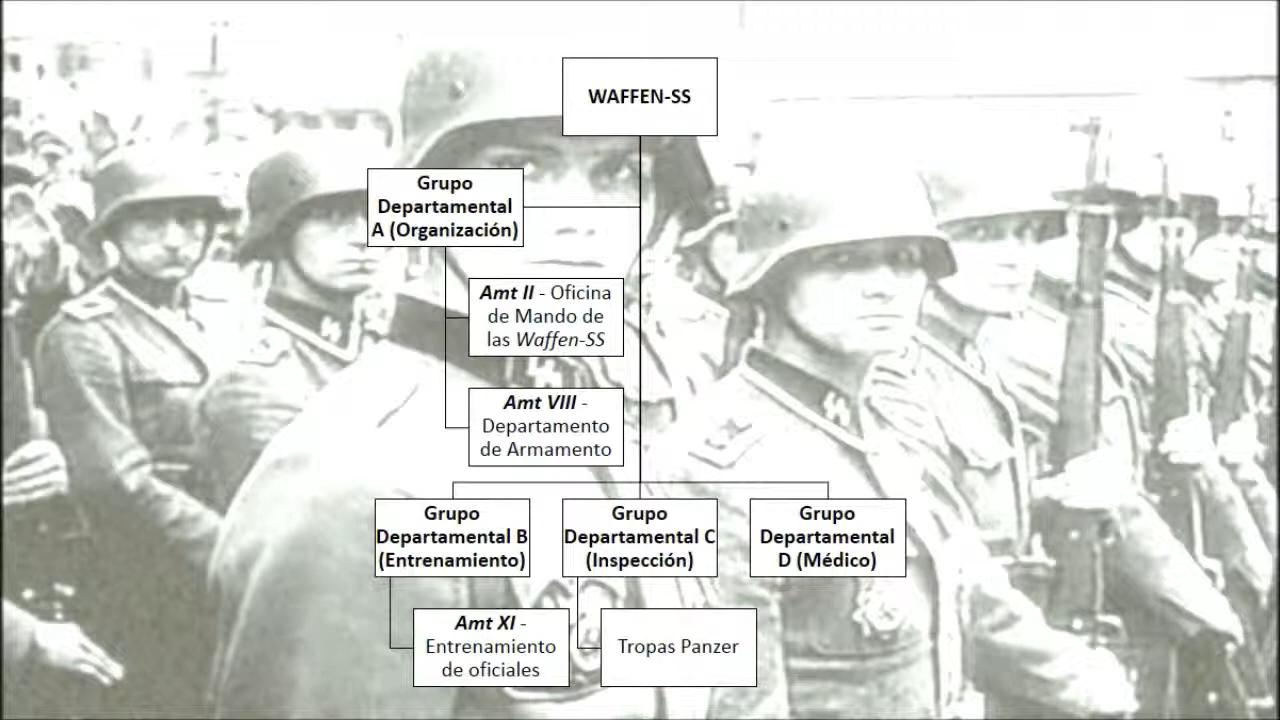 WAFFEN-SS
Grupo
Departamental
A (Organización)
Amt II - Oficina
de Mando de
las Waffen-SS
Amt VIII -
Departamento
de Armamento
Grupo
Departamental B
(Entrenamiento)
Amt XI -
Entrenamiento
de oficiales
Grupo
Departamental C
(Inspección)
Tropas Panzer
Grupo
Departamental
D (Médico)